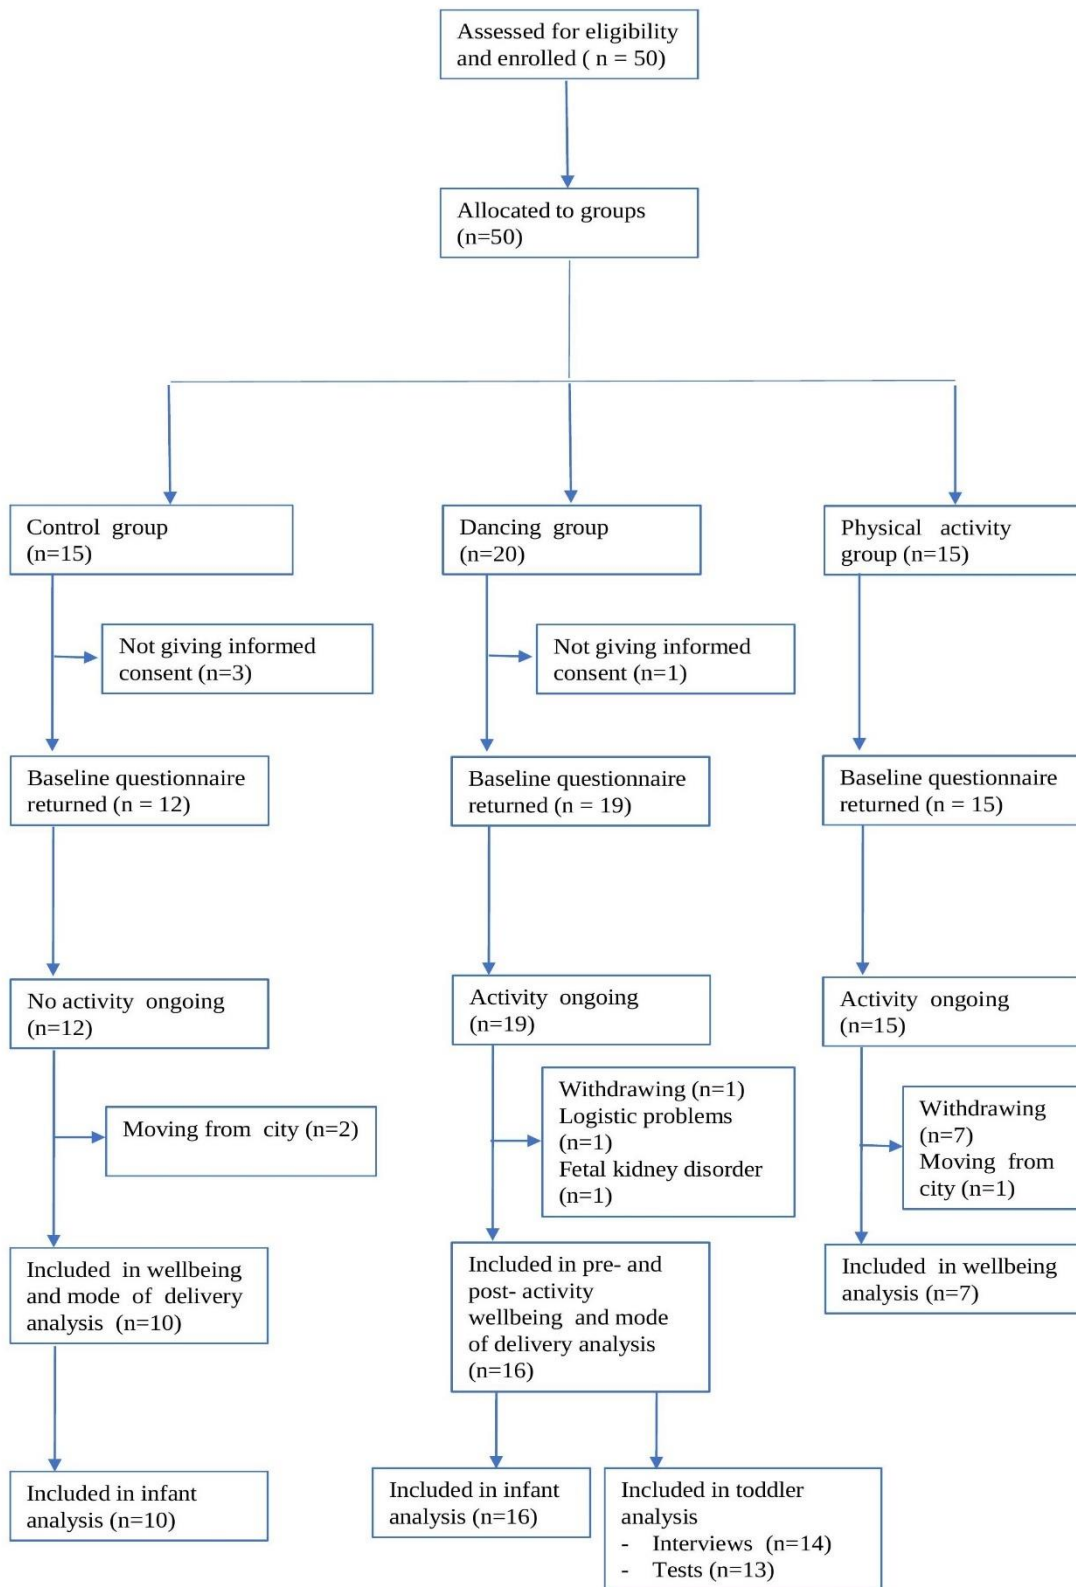 Assessed for eligibility
and enrolled ( n = 50)
Allocated to groups
(n=50)
Control group
(n=15)
Dancing group
(n=20)
Physical activity
group (n=15)
Not giving informed
consent (n=3)
Not giving informed
consent (n=1)
Baseline questionnaire
returned (n = 12)
Baseline questionnaire
returned (n = 19)
Baseline questionnaire
returned (n = 15)
No activity ongoing
(n=12)
Activity ongoing
(n=19)
Activity ongoing
(n=15)
Moving from city (n=2)
Withdrawing (n=1)
Logistic problems
(n=1)
Fetal kidney disorder
(n=1)
Withdrawing
(n=7)
Moving from
city (n=1)
Included in wellbeing
and mode of delivery
analysis (n=10)
Included in pre- and
post- activity
wellbeing and mode
of delivery analysis
(n=16)
Included in wellbeing
analysis (n=7)
Included in infant
analysis (n=10)
Included in infant
analysis (n=16)
Included in toddler
analysis
- Interviews (n=14)
- Tests (n=13)